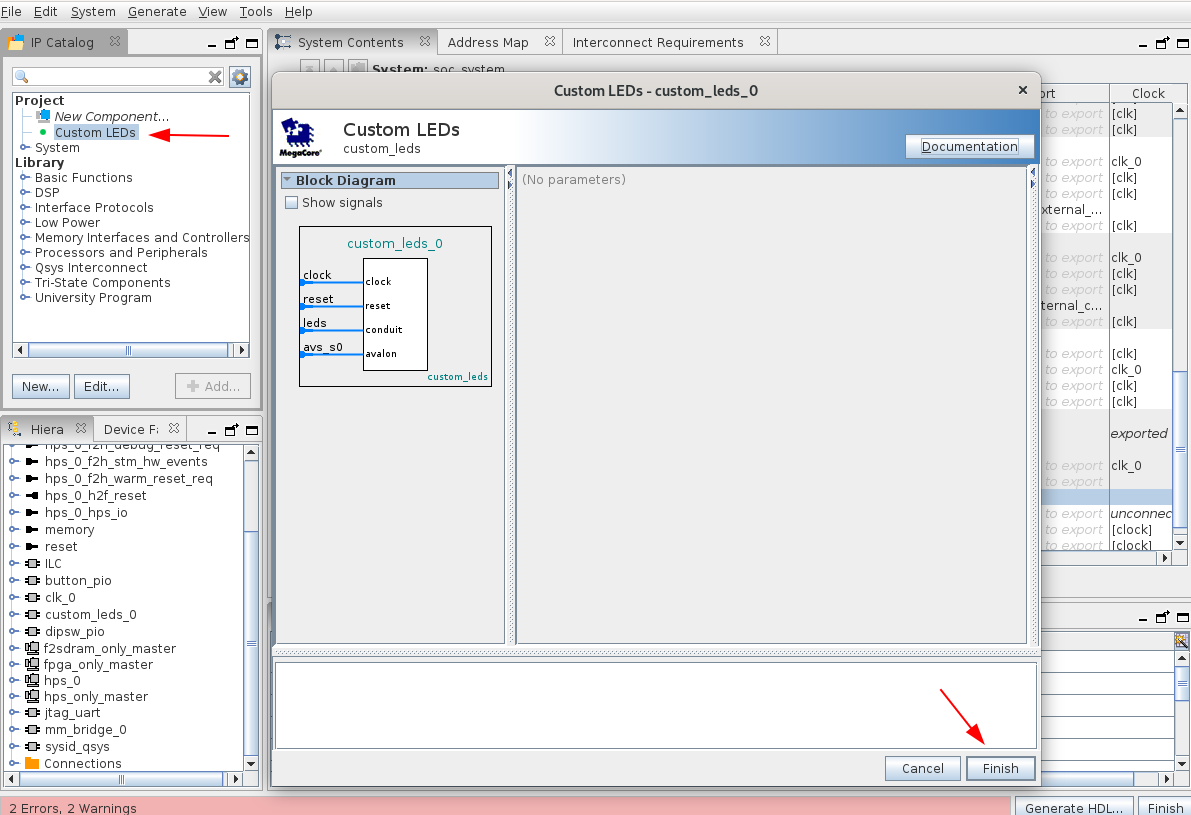 File Edit System Generate View Tools Help
IP Catalog
System Contents Address Map Interconnect Requirements
System: soc_system
Project
New Component...
Custom LEDs
System
Library
Basic Functions
DSP
Interface Protocols
Low Power
Memory Interfaces and Controllers
Processors and Peripherals
Qsys Interconnect
Tri-State Components
University Program
New... Edit... Add...
Hiera Device F
hps_0_f2h_debug_reset_req
hps_0_f2h_stm_hw_events
hps_0_f2h_warm_reset_req
hps_0_h2f_reset
hps_0_hps_io
memory
reset
ILC
button_pio
clk_0
custom_leds_0
dipsw_pio
f2sdram_only_master
fpga_only_master
hps_0
hps_only_master
jtag_uart
mm_bridge_0
sysid_qsys
Connections
Custom LEDs - custom_leds_0
MegaCore®
Custom LEDs
custom_leds
Documentation
Block Diagram
Show signals
(No parameters)
custom_leds_0
clock clock
reset reset
leds conduit
avs_s0 avalon
custom_leds
Cancel Finish
ort Clock
to export [clk]
to export [clk]
to export clk_0
to export [clk]
to export [clk]
xternal_...
to export [clk]
to export clk_0
to export [clk]
to export [clk]
ternal_c...
to export [clk]
to export [clk]
to export clk_0
to export [clk]
to export [clk]
exported
to export clk_0
to export
to export unconnec
to export [clock]
to export [clock]
2 Errors, 2 Warnings
Generate HDL... Finish